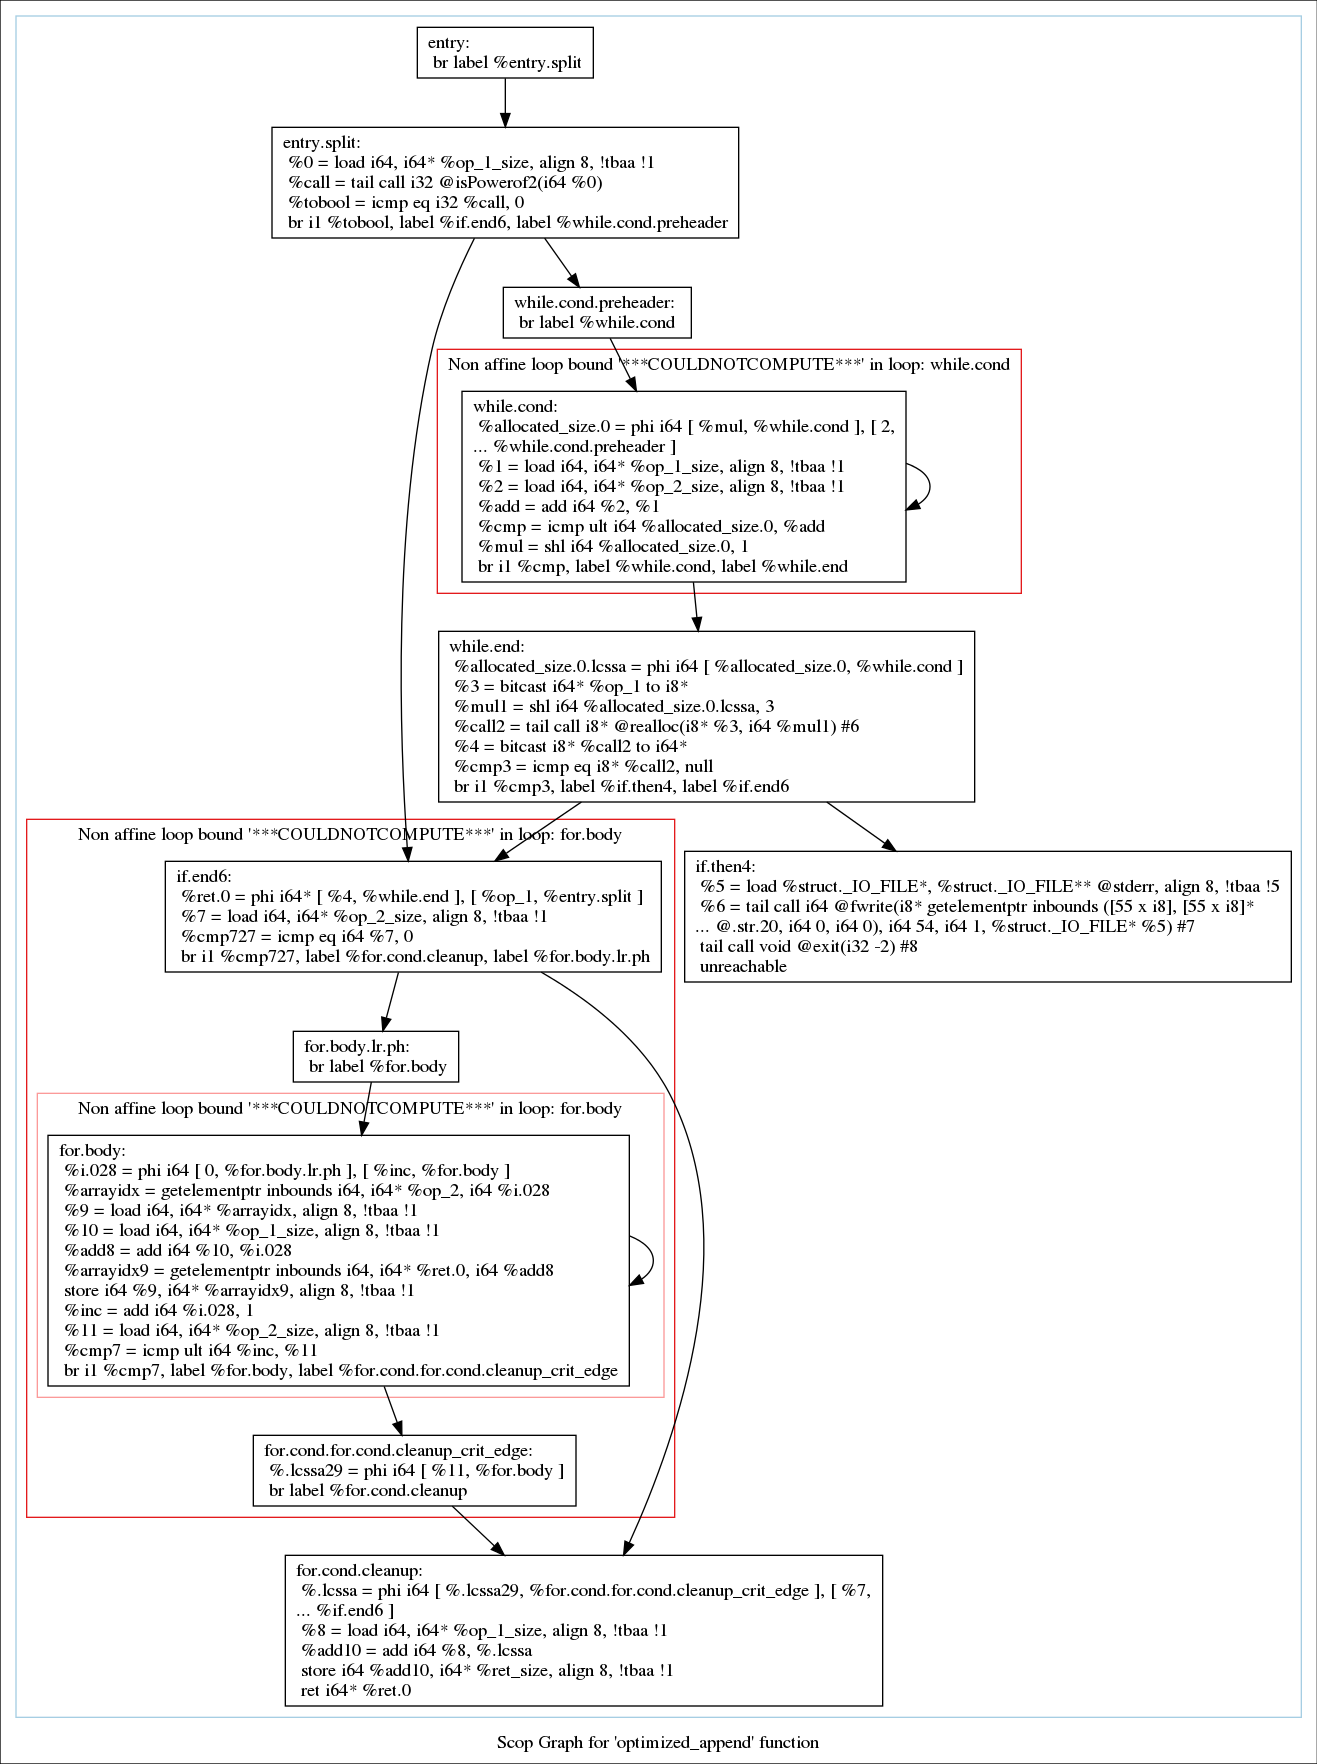 entry:
br label %entry.split
entry.split:
%0 = load i64, i64* %op_1_size, align 8, !tbaa !1
%call = tail call i32 @isPowerof2(i64 %0)
%tobool = icmp eq i32 %call, 0
br i1 %tobool, label %if.end6, label %while.cond.preheader
while.cond.preheader:
br label %while.cond
Non affine loop bound '***COULDNOTCOMPUTE***' in loop: while.cond
while.cond:
%allocated_size.0 = phi i64 [ %mul, %while.cond ], [ 2,
... %while.cond.preheader ]
%1 = load i64, i64* %op_1_size, align 8, !tbaa !1
%2 = load i64, i64* %op_2_size, align 8, !tbaa !1
%add = add i64 %2, %1
%cmp = icmp ult i64 %allocated_size.0, %add
%mul = shl i64 %allocated_size.0, 1
br i1 %cmp, label %while.cond, label %while.end
while.end:
%allocated_size.0.lcssa = phi i64 [ %allocated_size.0, %while.cond ]
%3 = bitcast i64* %op_1 to i8*
%mul1 = shl i64 %allocated_size.0.lcssa, 3
%call2 = tail call i8* @realloc(i8* %3, i64 %mul1) #6
%4 = bitcast i8* %call2 to i64*
%cmp3 = icmp eq i8* %call2, null
br i1 %cmp3, label %if.then4, label %if.end6
Non affine loop bound '***COULDNOTCOMPUTE***' in loop: for.body
if.end6:
%ret.0 = phi i64* [ %4, %while.end ], [ %op_1, %entry.split ]
%7 = load i64, i64* %op_2_size, align 8, !tbaa !1
%cmp727 = icmp eq i64 %7, 0
br i1 %cmp727, label %for.cond.cleanup, label %for.body.lr.ph
if.then4:
%5 = load %struct._IO_FILE*, %struct._IO_FILE** @stderr, align 8, !tbaa !5
%6 = tail call i64 @fwrite(i8* getelementptr inbounds ([55 x i8], [55 x i8]*
... @.str.20, i64 0, i64 0), i64 54, i64 1, %struct._IO_FILE* %5) #7
tail call void @exit(i32 -2) #8
unreachable
for.body.lr.ph:
br label %for.body
Non affine loop bound '***COULDNOTCOMPUTE***' in loop: for.body
for.body:
%i.028 = phi i64 [ 0, %for.body.lr.ph ], [ %inc, %for.body ]
%arrayidx = getelementptr inbounds i64, i64* %op_2, i64 %i.028
%9 = load i64, i64* %arrayidx, align 8, !tbaa !1
%10 = load i64, i64* %op_1_size, align 8, !tbaa !1
%add8 = add i64 %10, %i.028
%arrayidx9 = getelementptr inbounds i64, i64* %ret.0, i64 %add8
store i64 %9, i64* %arrayidx9, align 8, !tbaa !1
%inc = add i64 %i.028, 1
%11 = load i64, i64* %op_2_size, align 8, !tbaa !1
%cmp7 = icmp ult i64 %inc, %11
br i1 %cmp7, label %for.body, label %for.cond.for.cond.cleanup_crit_edge
for.cond.for.cond.cleanup_crit_edge:
%.lcssa29 = phi i64 [ %11, %for.body ]
br label %for.cond.cleanup
for.cond.cleanup:
%.lcssa = phi i64 [ %.lcssa29, %for.cond.for.cond.cleanup_crit_edge ], [ %7,
... %if.end6 ]
%8 = load i64, i64* %op_1_size, align 8, !tbaa !1
%add10 = add i64 %8, %.lcssa
store i64 %add10, i64* %ret_size, align 8, !tbaa !1
ret i64* %ret.0
Scop Graph for 'optimized_append' function